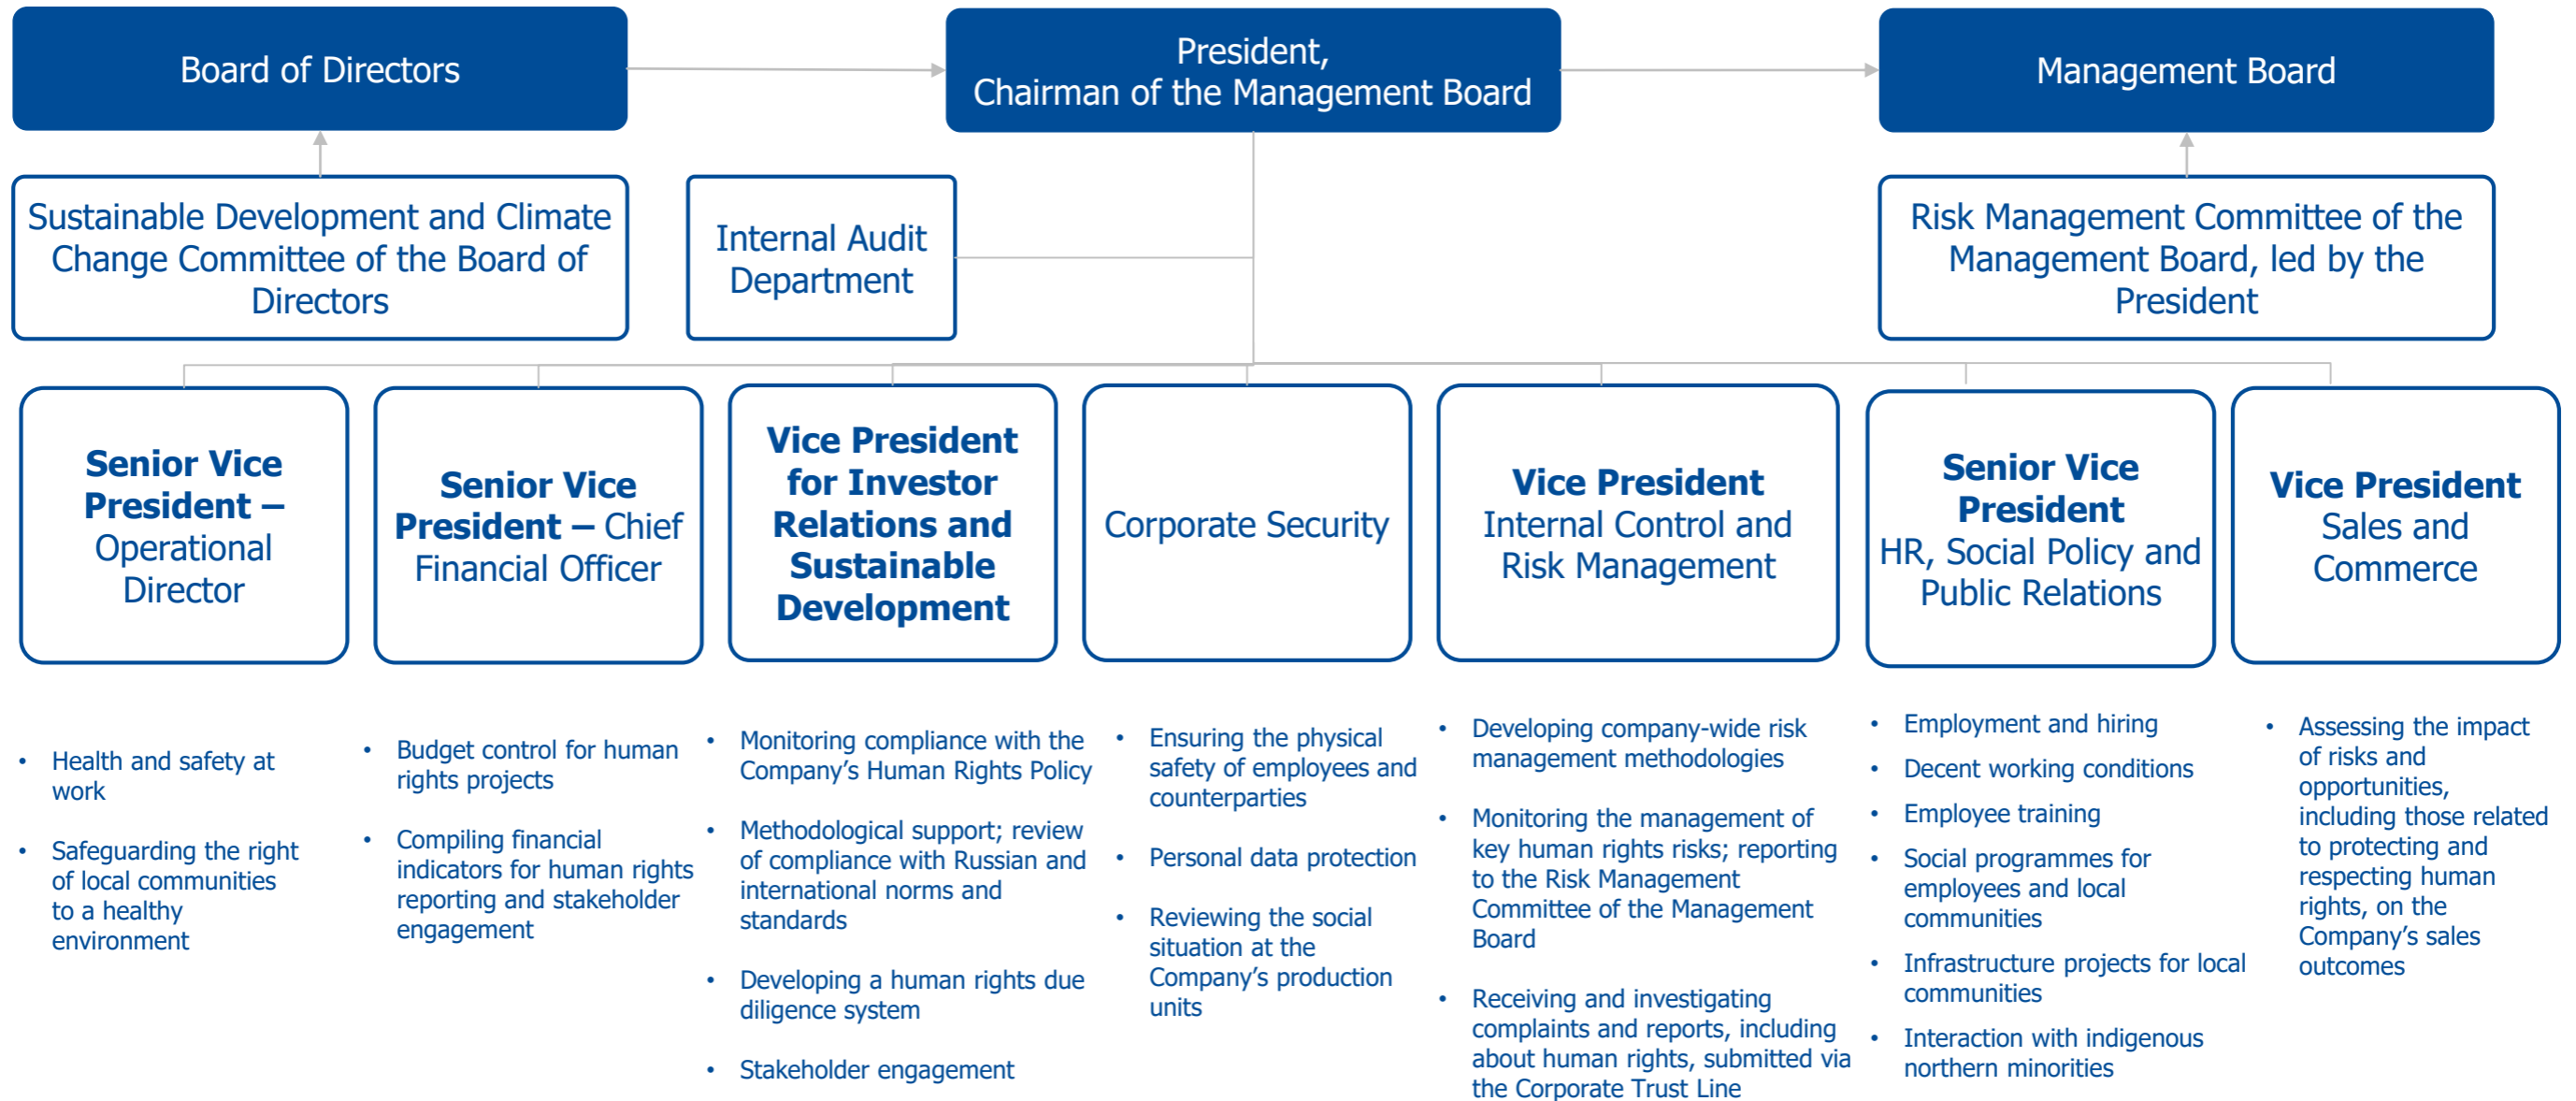 Board of Directors
President,
Chairman of the Management Board
Management Board
Sustainable Development and Climate
Change Committee of the Board of
Directors
Internal Audit
Department
Risk Management Committee of the
Management Board, led by the
President
Senior Vice
President –
Operational
Director
Senior Vice
President – Chief
Financial Officer
Vice President
for Investor
Relations and
Sustainable
Development
Corporate Security
Vice President
Internal Control and
Risk Management
Senior Vice
President
HR, Social Policy and
Public Relations
Vice President
Sales and
Commerce
• Health and safety at
work
• Safeguarding the right
of local communities
to a healthy
environment
• Budget control for human
rights projects
• Compiling financial
indicators for human rights
reporting and stakeholder
engagement
• Monitoring compliance with the
Company’s Human Rights Policy
• Methodological support; review
of compliance with Russian and
international norms and
standards
• Developing a human rights due
diligence system
• Stakeholder engagement
• Ensuring the physical
safety of employees and
counterparties
• Personal data protection
• Reviewing the social
situation at the
Company’s production
units
• Developing company-wide risk
management methodologies
• Monitoring the management of
key human rights risks; reporting
to the Risk Management
Committee of the Management
Board
• Receiving and investigating
complaints and reports, including
about human rights, submitted via
the Corporate Trust Line
• Employment and hiring
• Decent working conditions
• Employee training
• Social programmes for
employees and local
communities
• Infrastructure projects for local
communities
• Interaction with indigenous
northern minorities
• Assessing the impact
of risks and
opportunities,
including those related
to protecting and
respecting human
rights, on the
Company’s sales
outcomes